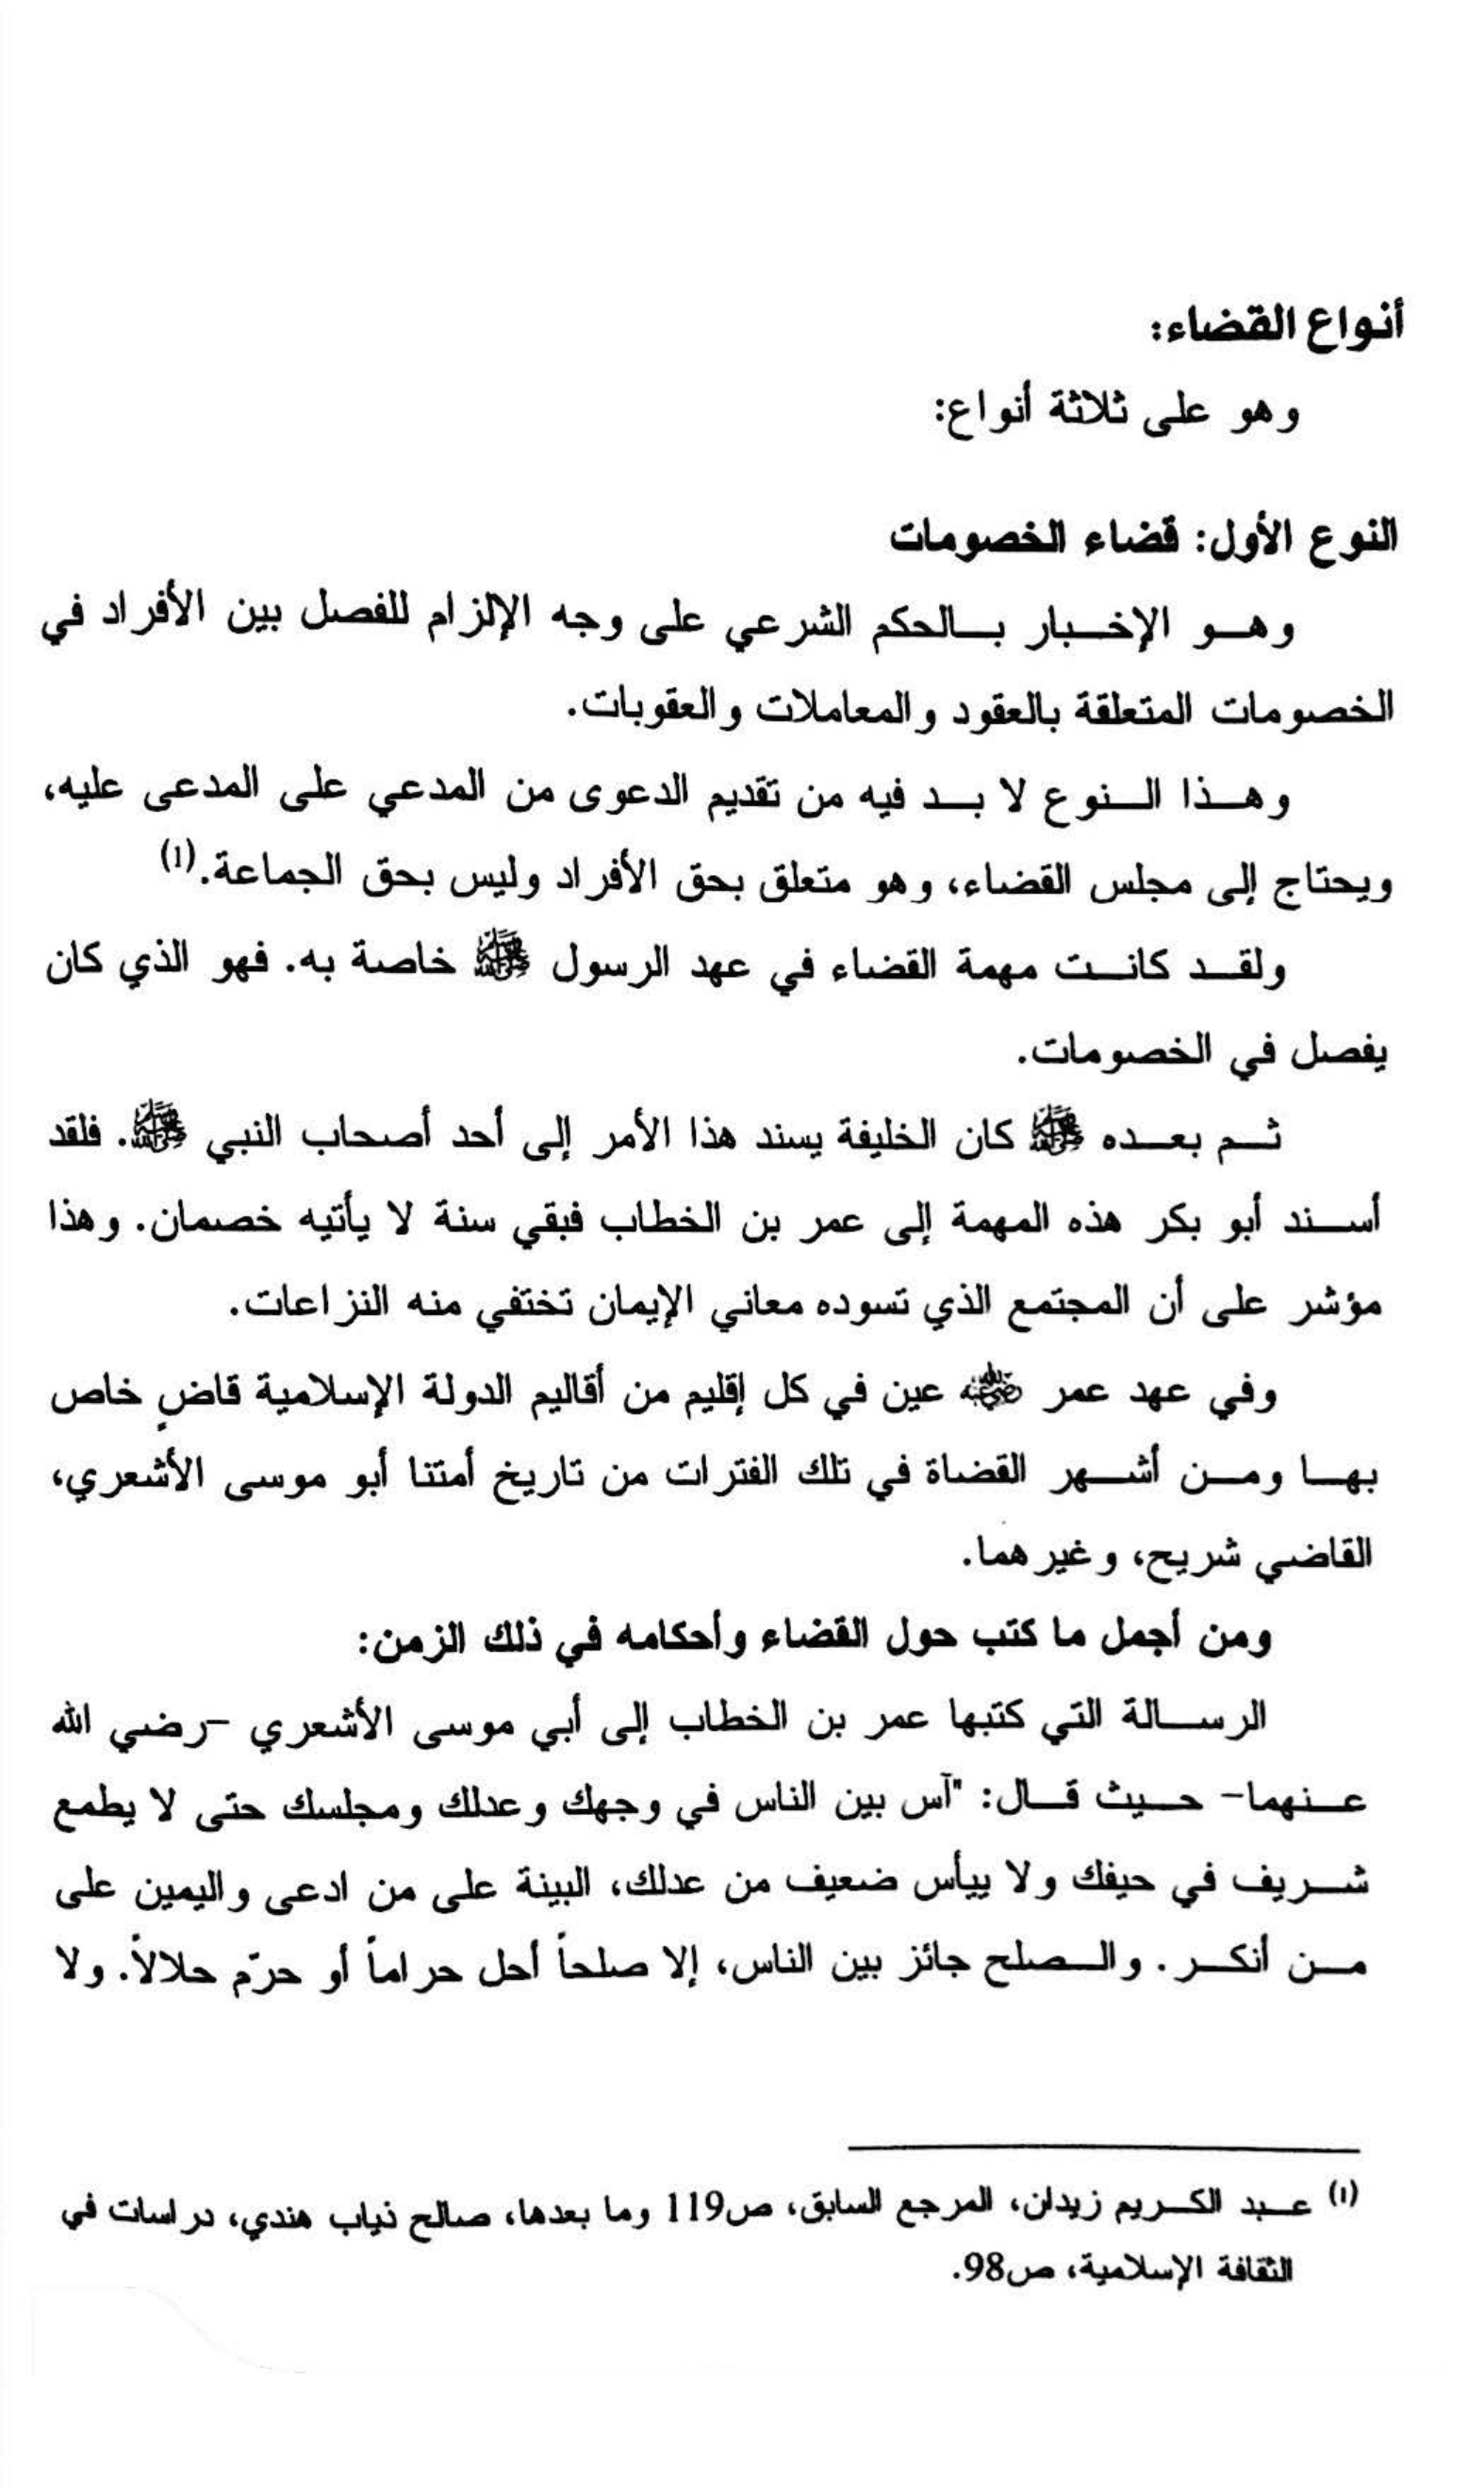 أنواع القضاء:
وهو على ثلاثة أنواع:
النوع الأول: قضاء الخصومات
وهو الإخبار بالحكم الشرعي على وجه الإلزام للفصل بين الأفراد في
الخصومات المتعلقة بالعقود والمعاملات والعقوبات.
وهذا النوع لا بد فيه من تقديم الدعوى من المدعي على المدعى عليه،
ويحتاج إلى مجلس القضاء، وهو متعلق بحق الأفراد وليس بحق الجماعة.(1)
ولقد كانت مهمة القضاء في عهد الرسول ﷺ خاصة به. فهو الذي كان
يفصل في الخصومات.
ثم بعده ﷺ كان الخليفة يسند هذا الأمر إلى أحد أصحاب النبي ﷺ. فلقد
أسند أبو بكر هذه المهمة إلى عمر بن الخطاب فبقي سنة لا يأتيه خصمان. وهذا
مؤشر على أن المجتمع الذي تسوده معاني الإيمان تختفي منه النزاعات.
وفي عهد عمر رضي الله عنه عين في كل إقليم من أقاليم الدولة الإسلامية قاضٍ خاص
بها ومن أشهر القضاة في تلك الفترات من تاريخ أمتنا أبو موسى الأشعري،
القاضي شريح، وغيرهما.
ومن أجمل ما كتب حول القضاء وأحكامه في ذلك الزمن:
الرسالة التي كتبها عمر بن الخطاب إلى أبي موسى الأشعري -رضي الله
عنهما- حيث قال: "آس بين الناس في وجهك وعدلك ومجلسك حتى لا يطمع
شريف في حيفك ولا ييأس ضعيف من عدلك، البينة على من ادعى واليمين على
من أنكر. والصلح جائز بين الناس، إلا صلحاً أحل حراماً أو حرّم حلالاً. ولا
(1) عبد الكريم زيدان، المرجع السابق، ص119 وما بعدها، صالح ذياب هندي، دراسات في
الثقافة الإسلامية، ص98.